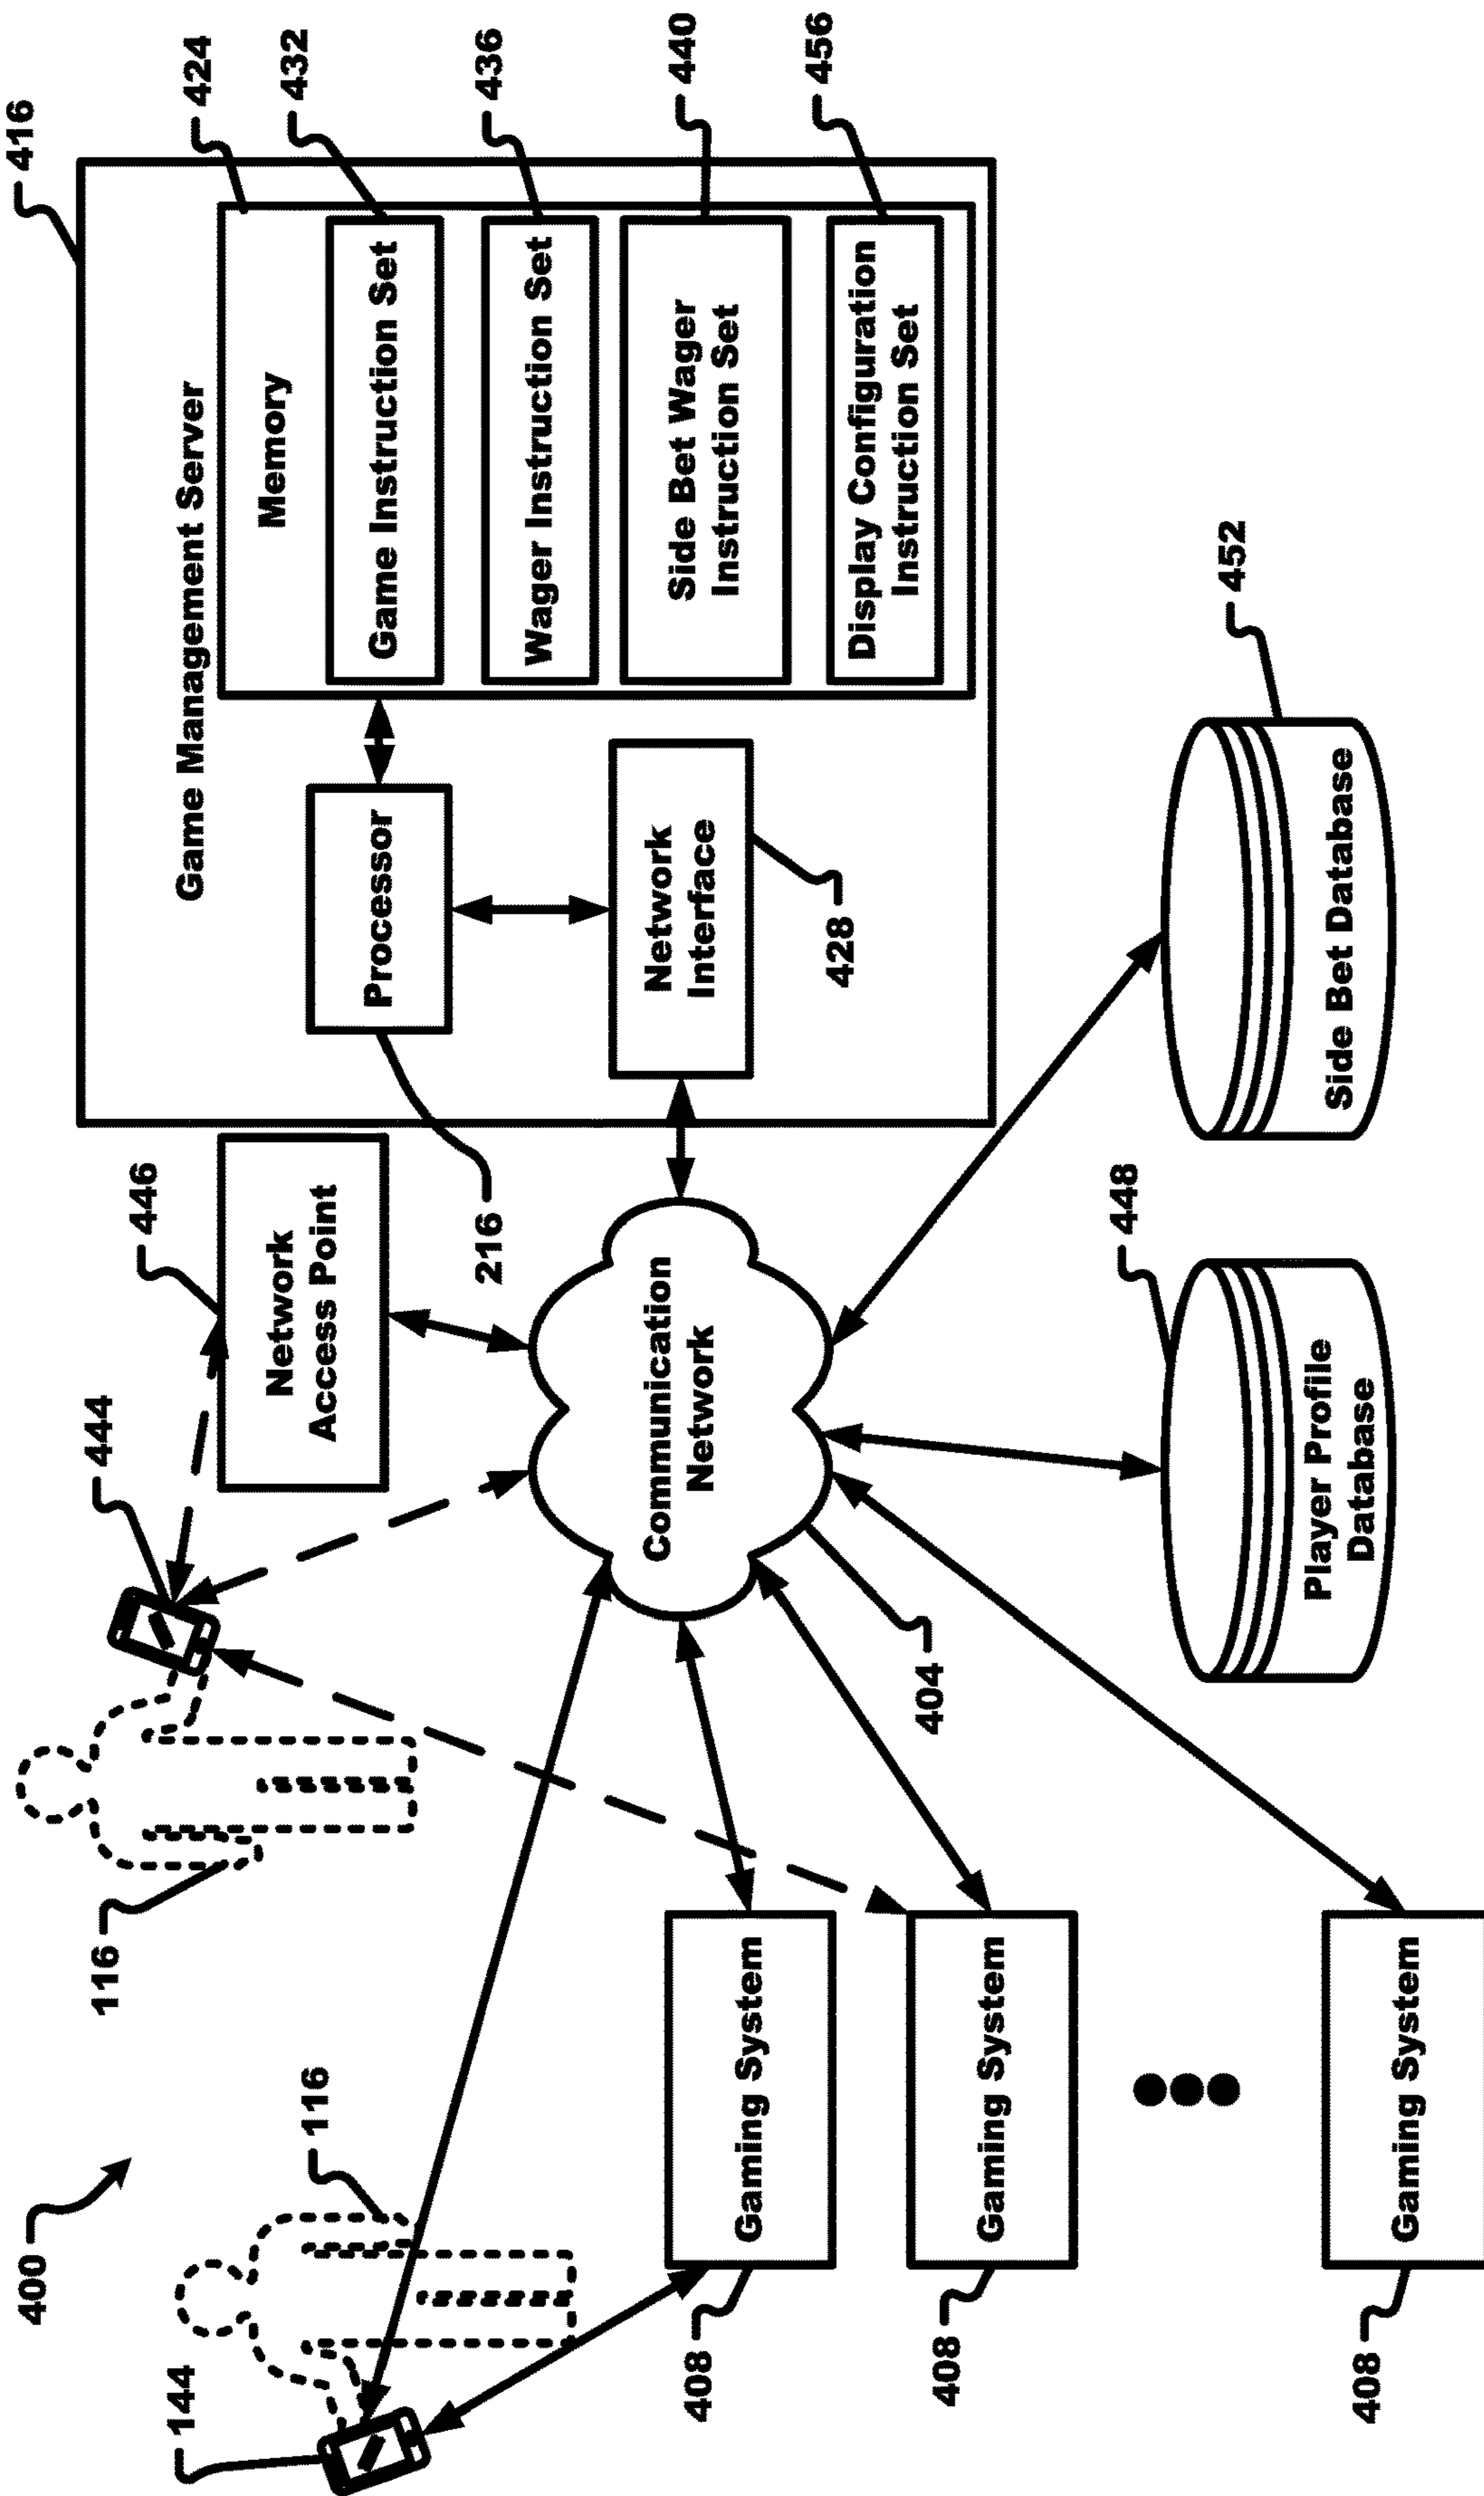 400
144
116
116
444
446
416
Game Management Server
424
Memory
432
Game Instruction Set
436
Wager Instruction Set
440
Side Bet Wager
Instruction Set
456
Display Configuration
Instruction Set
Processor
216
Network
Interface
428
Network
Access Point
Communication
Network
404
Gaming System
408
Gaming System
408
Gaming System
408
Player Profile
Database
448
Side Bet Database
452